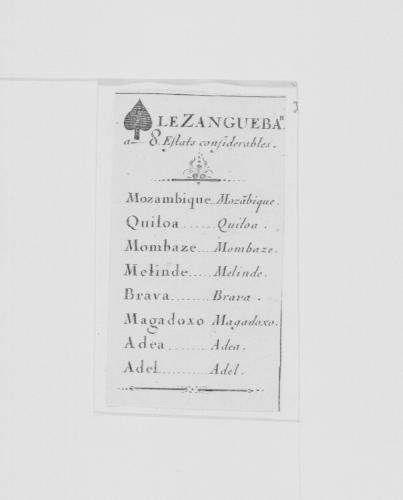 LE ZANGUEBAR.
a 8. Eſtats conſiderables.
Mozambique Mozābique.
Quiloa....... Quiloa.
Mombaze.... Mombaze.
Melinde..... Melinde.
Brava........ Brava.
Magadoxo Magadoxo.
Adea ........ Adea.
Adel........... Adel.